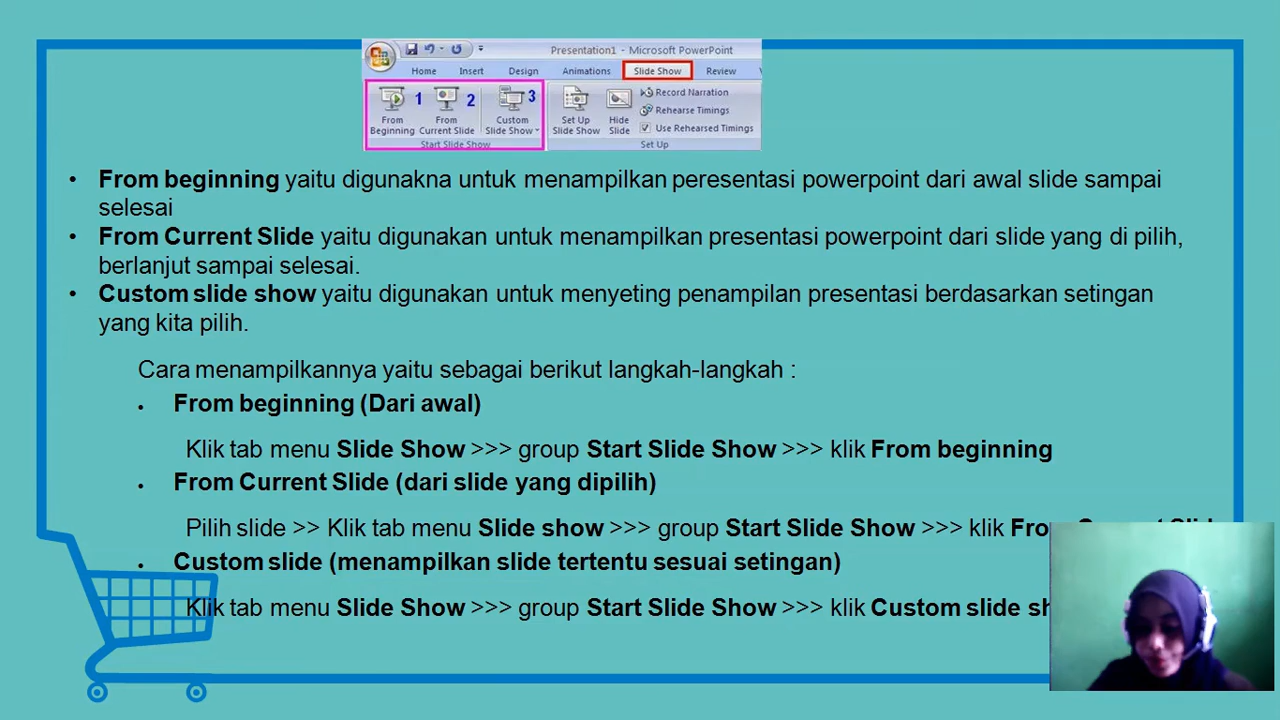 Presentation1 - Microsoft PowerPoint
Home Insert Design Animations Slide Show Review
1 2 3
From Beginning
From Current Slide
Custom Slide Show
Set Up Slide Show
Hide Slide
Record Narration
Rehearse Timings
Use Rehearsed Timings
Start Slide Show
Set Up
• From beginning yaitu digunakna untuk menampilkan peresentasi powerpoint dari awal slide sampai
selesai
• From Current Slide yaitu digunakan untuk menampilkan presentasi powerpoint dari slide yang di pilih,
berlanjut sampai selesai.
• Custom slide show yaitu digunakan untuk menyeting penampilan presentasi berdasarkan setingan
yang kita pilih.
Cara menampilkannya yaitu sebagai berikut langkah-langkah :
• From beginning (Dari awal)
Klik tab menu Slide Show >>> group Start Slide Show >>> klik From beginning
• From Current Slide (dari slide yang dipilih)
Pilih slide >> Klik tab menu Slide show >>> group Start Slide Show >>> klik
• Custom slide (menampilkan slide tertentu sesuai setingan)
Klik tab menu Slide Show >>> group Start Slide Show >>> klik Custom slide